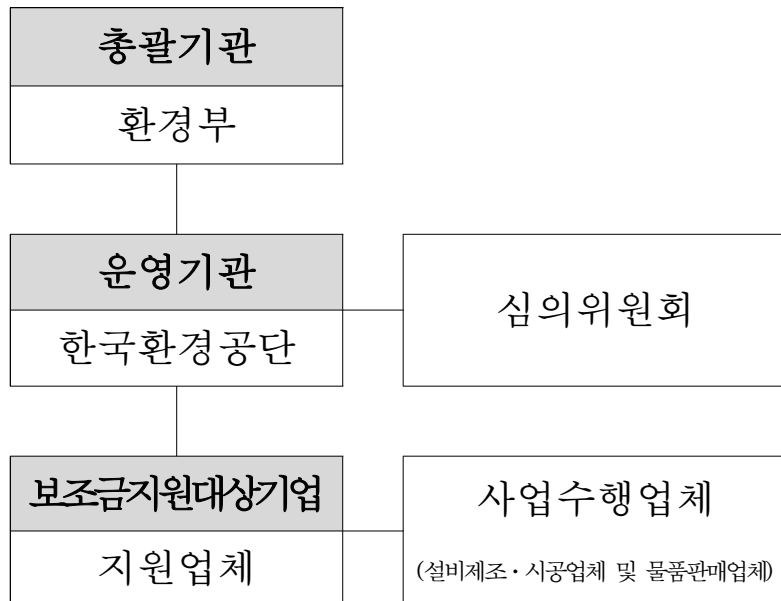 총괄기관
환경부
운영기관
한국환경공단
심의위원회
보조금지원대상기업
지원업체
사업수행업체
(설비제조·시공업체 및 물품판매업체)